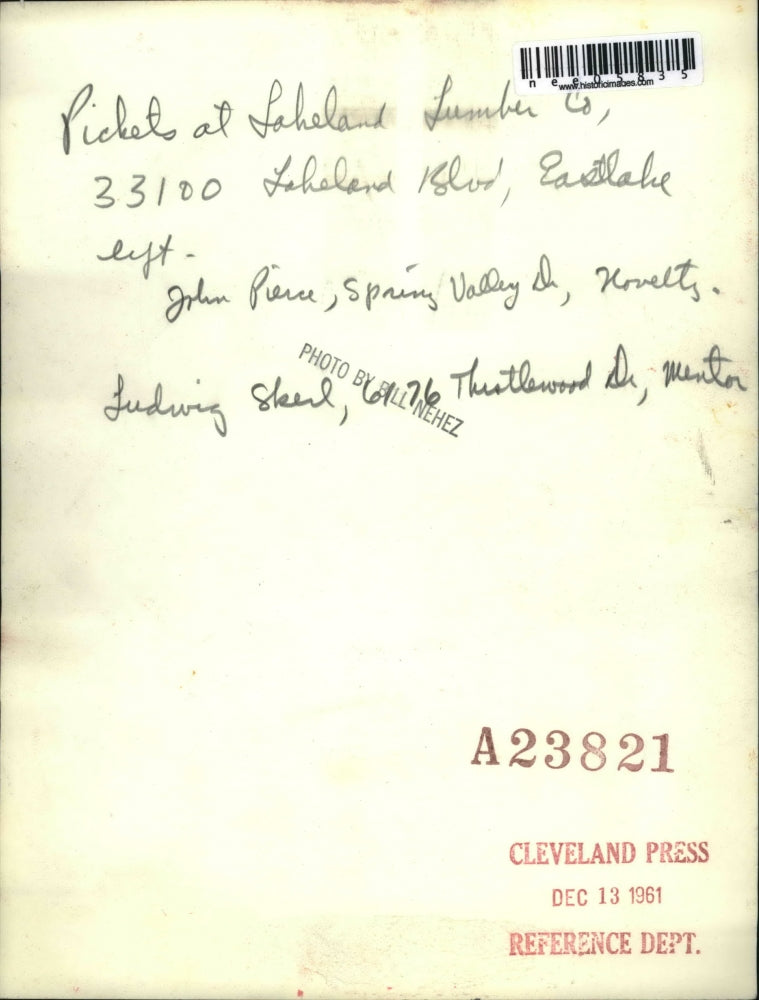 nee05835
www.historicimages.com
Pickets at Lakeland Lumber Co,
33100 Lakeland Blvd, Eastlake
left -
John Pierce, Spring Valley Dr, Novelty.
PHOTO BY BILL NEHEZ
Ludwig Skerl, 6176 Thistlewood Dr, Mentor
A23821
CLEVELAND PRESS
DEC 13 1961
REFERENCE DEPT.